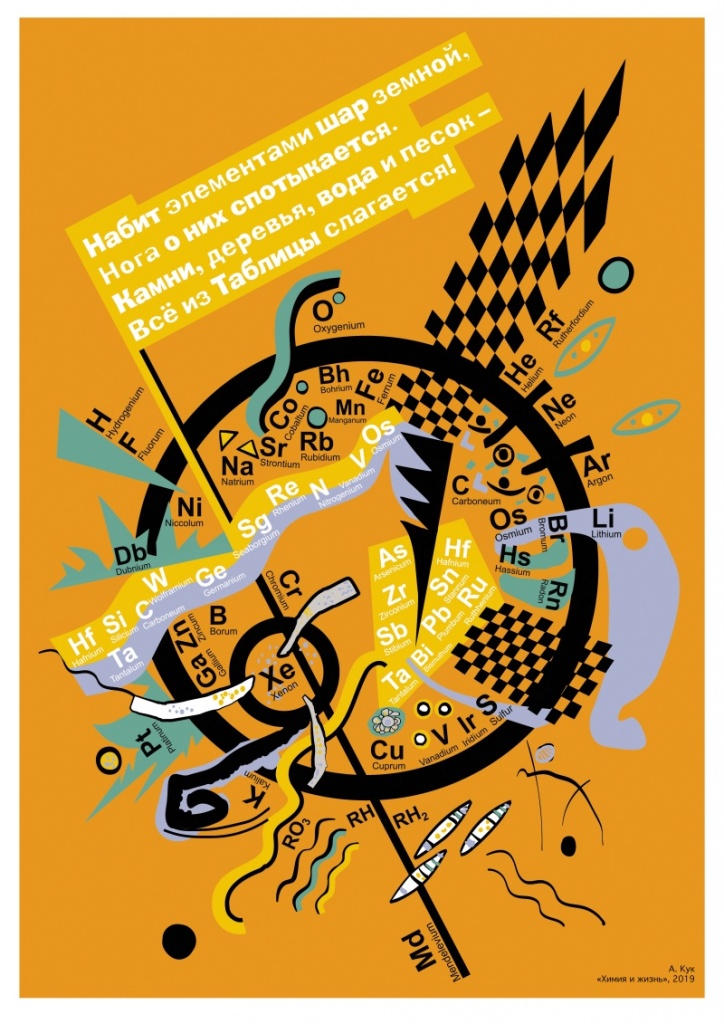 Набит элементами шар земной,
Нога о них спотыкается.
Камни, деревья, вода и песок –
Всё из Таблицы слагается!
O
Oxygenium
Rf
Rutherfordium
Bh
Bohrium
Fe
Ferrum
He
Helium
H
Hydrogenium
F
Fluorum
Co
Cobaltum
Mn
Manganum
Ne
Neon
Na
Natrium
Sr
Strontium
Rb
Rubidium
Os
Osmium
Ar
Argon
Ni
Niccolum
Re
Rhenium
N
Nitrogenium
V
Vanadium
C
Carboneum
Sg
Seaborgium
Os
Osmium
Br
Bromum
Li
Lithium
Db
Dubnium
W
Wolframium
Ge
Germanium
As
Arsenicum
Hf
Hafnium
Hs
Hassium
Rn
Radon
Hf
Hafnium
Si
Silicium
C
Carboneum
Ta
Tantalum
B
Borum
Cr
Chromium
Zr
Zirconium
Sn
Stannum
Ru
Ruthenium
Ga
Gallium
Zn
Zincum
Sb
Stibium
Pb
Plumbum
Xe
Xenon
Ta
Tantalum
Bi
Bismuthum
Pt
Platinum
Cu
Cuprum
V
Vanadium
Ir
Iridium
S
Sulfur
K
Kalium
RO3
RH
RH2
Md
Mendelevium
А. Кук
«Химия и жизнь», 2019